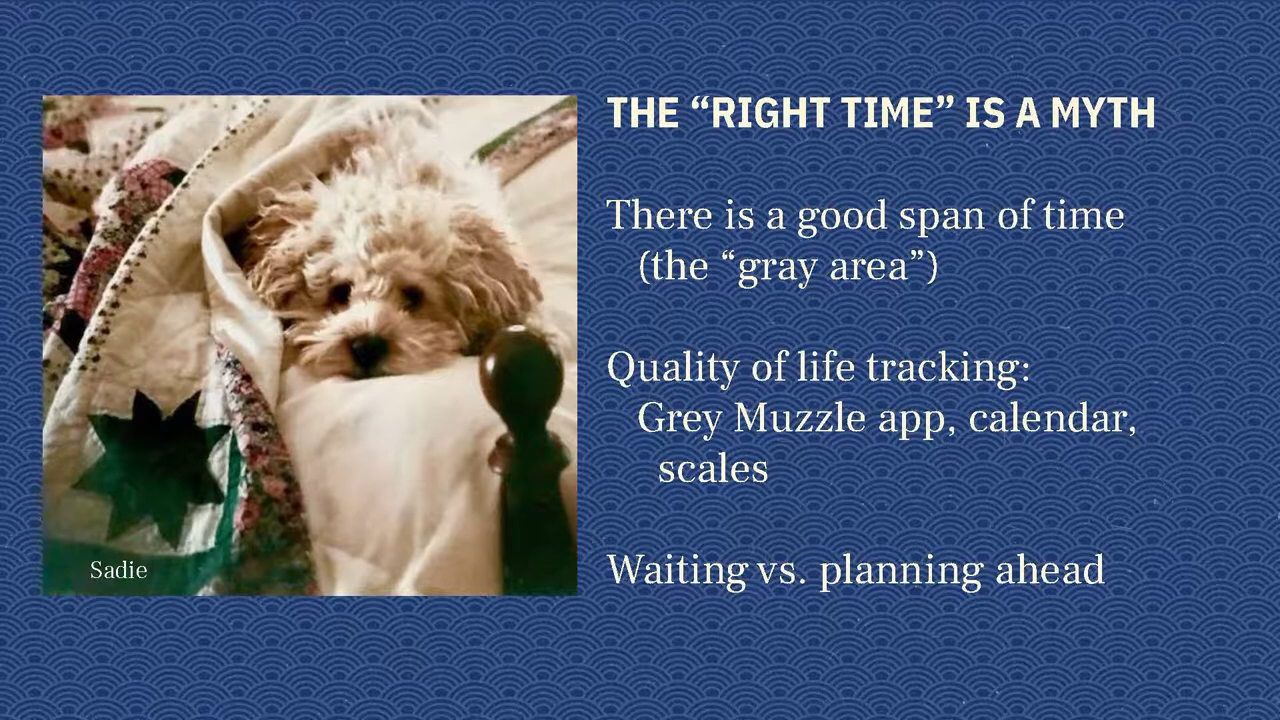 THE “RIGHT TIME” IS A MYTH
There is a good span of time
(the “gray area”)
Quality of life tracking:
Grey Muzzle app, calendar,
scales
Waiting vs. planning ahead
Sadie